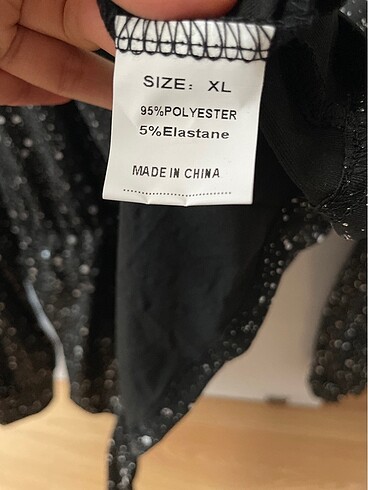 SIZE: XL
95%POLYESTER
5%Elastane
MADE IN CHINA